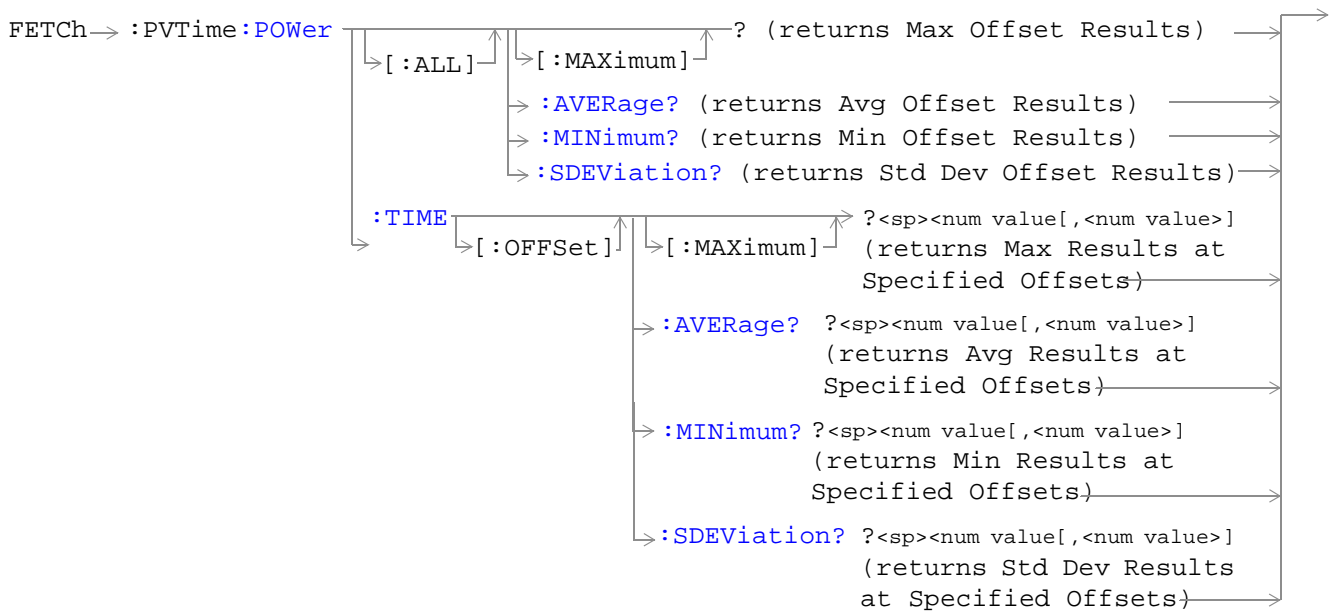 FETCh :PVTime:POWer ? (returns Max Offset Results)
[:ALL] [:MAXimum]
:AVERage? (returns Avg Offset Results)
:MINimum? (returns Min Offset Results)
:SDEViation? (returns Std Dev Offset Results)
:TIME ?<sp><num value[,<num value>]
[:OFFSet] [:MAXimum] (returns Max Results at
Specified Offsets)
:AVERage? ?<sp><num value[,<num value>]
(returns Avg Results at
Specified Offsets)
:MINimum? ?<sp><num value[,<num value>]
(returns Min Results at
Specified Offsets)
:SDEViation? ?<sp><num value[,<num value>]
(returns Std Dev Results
at Specified Offsets)